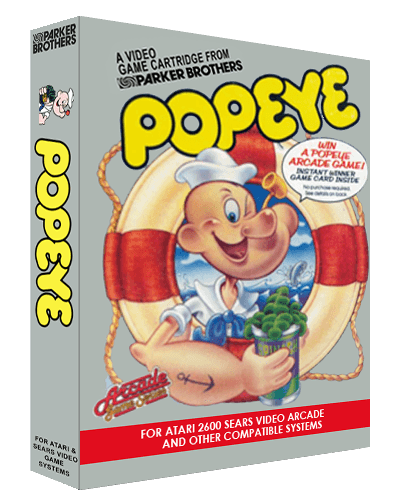 PARKER
BROTHERS
POPEYE
FOR ATARI &
SEARS VIDEO
GAME
SYSTEMS
A VIDEO
GAME CARTRIDGE FROM
PARKER BROTHERS
POPEYE
WIN
A POPEYE
ARCADE GAME!
INSTANT WINNER
GAME CARD INSIDE
No purchase required.
See details on back.
Arcade
FOR ATARI 2600 SEARS VIDEO ARCADE
AND OTHER COMPATIBLE SYSTEMS